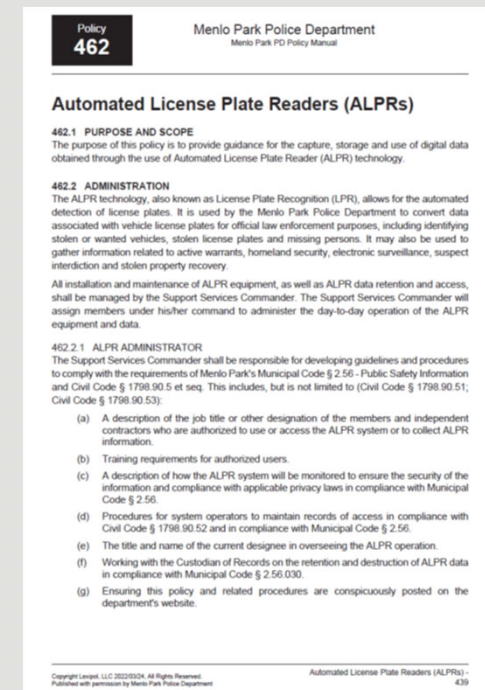 Policy
462
Menlo Park Police Department
Menlo Park PD Policy Manual
Automated License Plate Readers (ALPRs)
462.1 PURPOSE AND SCOPE
The purpose of this policy is to provide guidance for the capture, storage and use of digital data
obtained through the use of Automated License Plate Reader (ALPR) technology.
462.2 ADMINISTRATION
The ALPR technology, also known as License Plate Recognition (LPR), allows for the automated
detection of license plates. It is used by the Menlo Park Police Department to convert data
associated with vehicle license plates for official law enforcement purposes, including identifying
stolen or wanted vehicles, stolen license plates and missing persons. It may also be used to
gather information related to active warrants, homeland security, electronic surveillance, suspect
interdiction and stolen property recovery.
All installation and maintenance of ALPR equipment, as well as ALPR data retention and access,
shall be managed by the Support Services Commander. The Support Services Commander will
assign members under his/her command to administer the day-to-day operation of the ALPR
equipment and data.
462.2.1 ALPR ADMINISTRATOR
The Support Services Commander shall be responsible for developing guidelines and procedures
to comply with the requirements of Menlo Park's Municipal Code § 2.56 - Public Safety Information
and Civil Code § 1798.90.5 et seq. This includes, but is not limited to (Civil Code § 1798.90.51;
Civil Code § 1798.90.53):
(a) A description of the job title or other designation of the members and independent
contractors who are authorized to use or access the ALPR system or to collect ALPR
information.
(b) Training requirements for authorized users.
(c) A description of how the ALPR system will be monitored to ensure the security of the
information and compliance with applicable privacy laws in compliance with Municipal
Code § 2.56.
(d) Procedures for system operators to maintain records of access in compliance with
Civil Code § 1798.90.52 and in compliance with Municipal Code § 2.56.
(e) The title and name of the current designee in overseeing the ALPR operation.
(f) Working with the Custodian of Records on the retention and destruction of ALPR data
in compliance with Municipal Code § 2.56.030.
(g) Ensuring this policy and related procedures are conspicuously posted on the
department's website.
Copyright Lexipol, LLC 2022/03/24, All Rights Reserved.
Published with permission by Menlo Park Police Department
Automated License Plate Readers (ALPRs) -
439